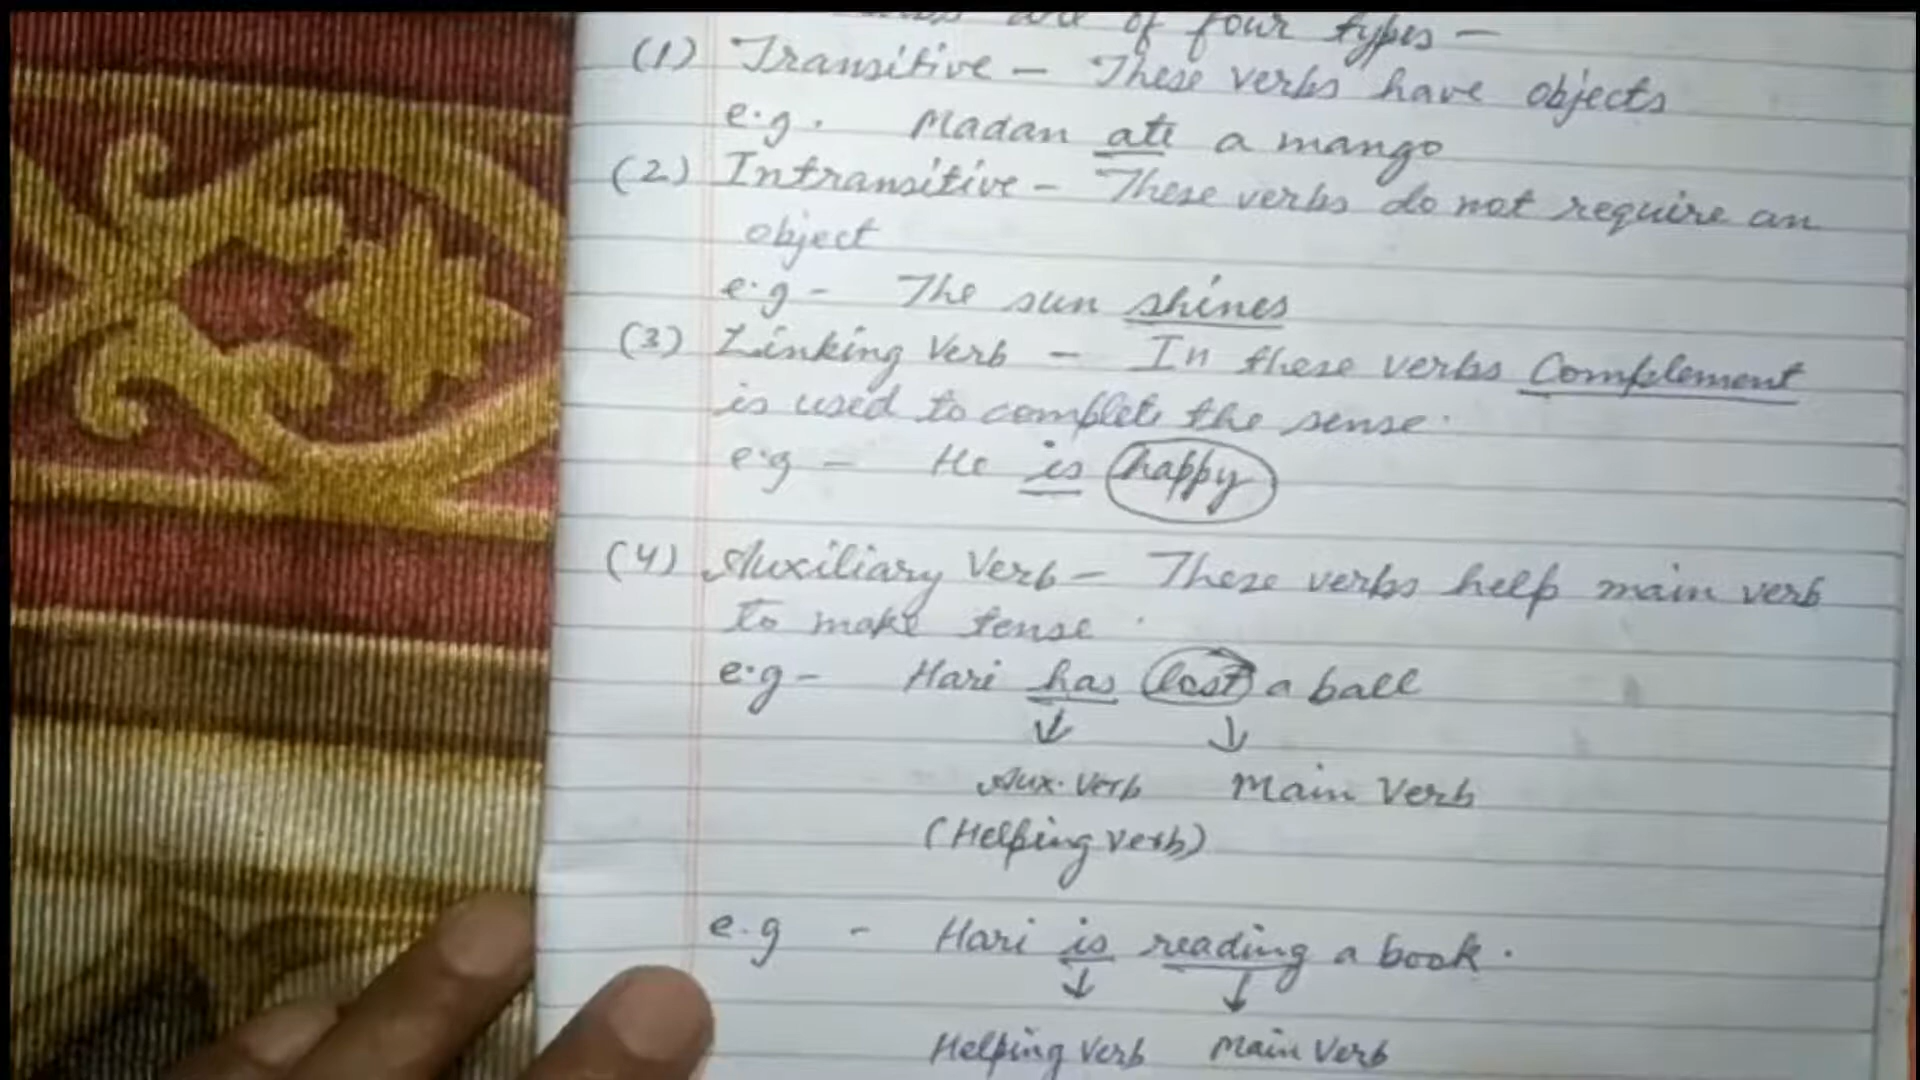 are of four types -
(1) Transitive - These verbs have objects
e.g. Madan ate a mango
(2) Intransitive - These verbs do not require an
object
e.g - The sun shines
(3) Linking Verb - In these verbs Complement
is used to complete the sense.
e.g - He is happy
(4) Auxiliary Verb - These verbs help main verb
to make tense.
e.g - Hari has lost a ball
Aux. Verb Main Verb
(Helping verb)
e.g - Hari is reading a book.
Helping Verb Main Verb